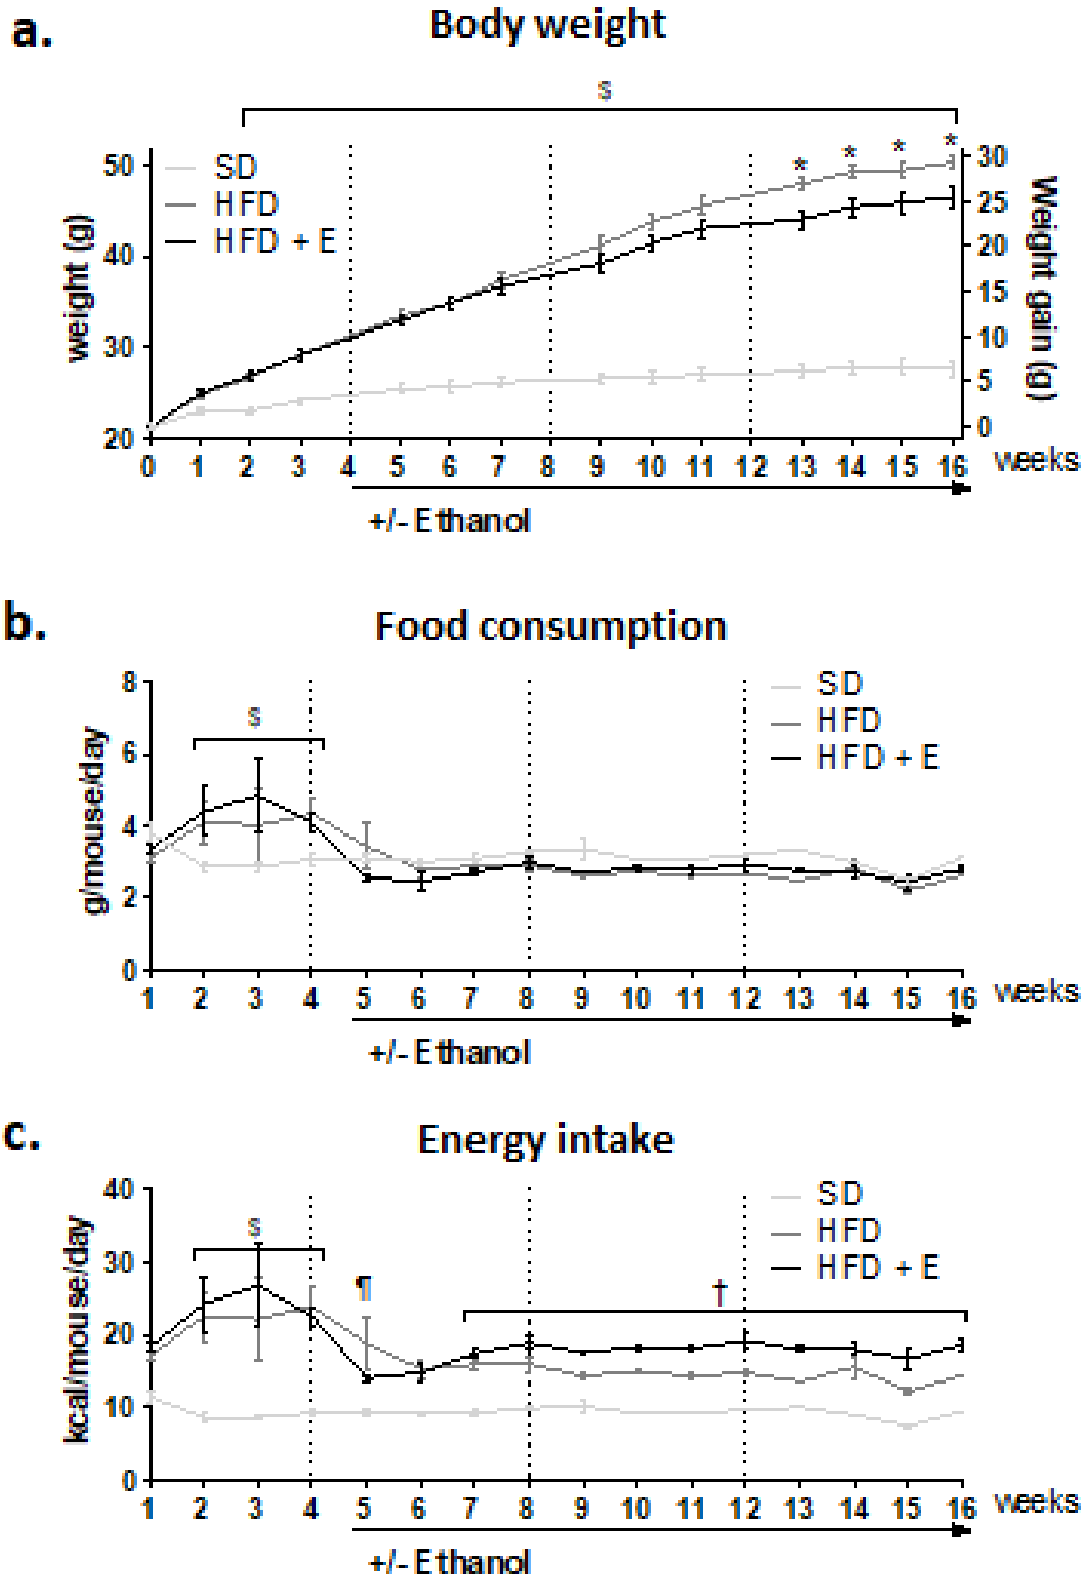 a.
Body weight
s
* * * *
SD
HFD
HFD + E
weight (g)
50
40
30
20
30
25
20
15
10
5
0
Weight gain (g)
0 1 2 3 4 5 6 7 8 9 10 11 12 13 14 15 16 weeks
+/- Ethanol
b.
Food consumption
SD
HFD
HFD + E
s
g/mouse/day
8
6
4
2
0
1 2 3 4 5 6 7 8 9 10 11 12 13 14 15 16 weeks
+/- Ethanol
c.
Energy intake
SD
HFD
HFD + E
s
¶
†
kcal/mouse/day
40
30
20
10
0
1 2 3 4 5 6 7 8 9 10 11 12 13 14 15 16 weeks
+/- Ethanol